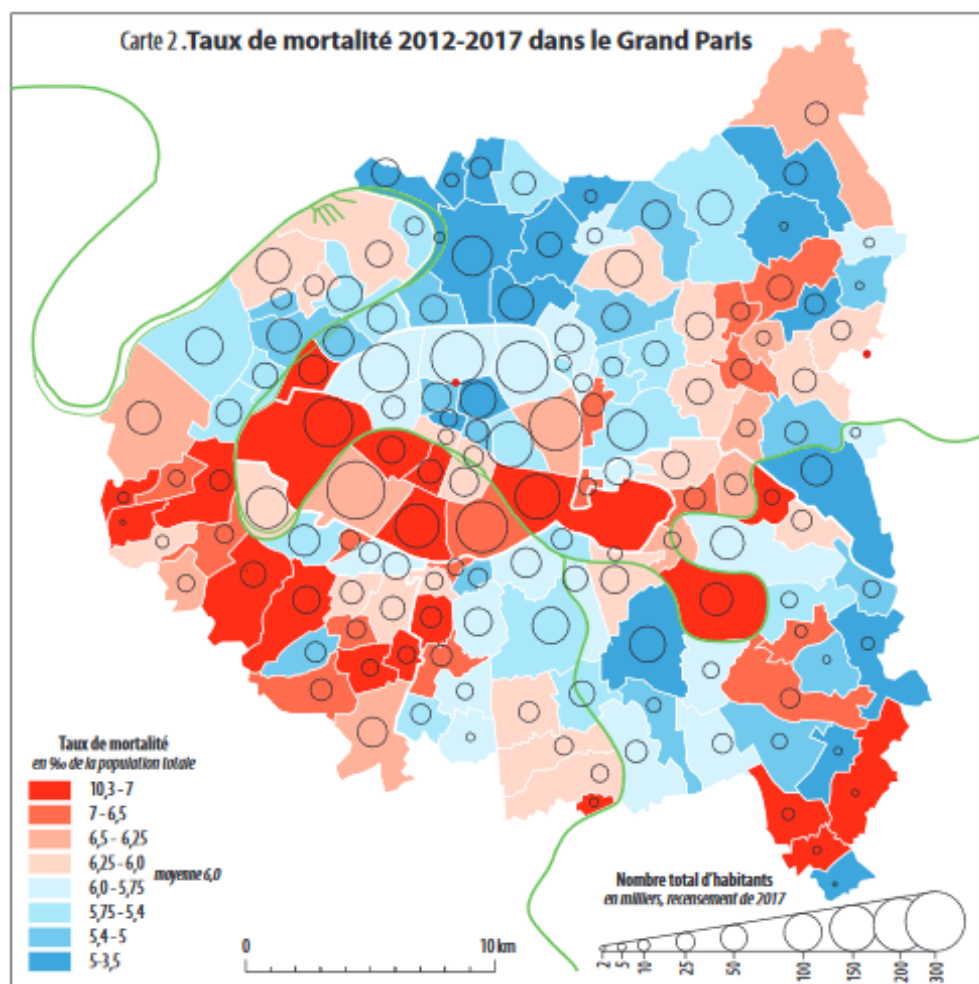 Carte 2 .Taux de mortalité 2012-2017 dans le Grand Paris
Taux de mortalité
en ‰ de la population totale
10,3 - 7
7 - 6,5
6,5 - 6,25
6,25 - 6,0
moyenne 6,0
6,0 - 5,75
5,75 - 5,4
5,4 - 5
5-3,5
0 10 km
Nombre total d'habitants
en milliers, recensement de 2017
2 5 10 25 50 100 150 200 300